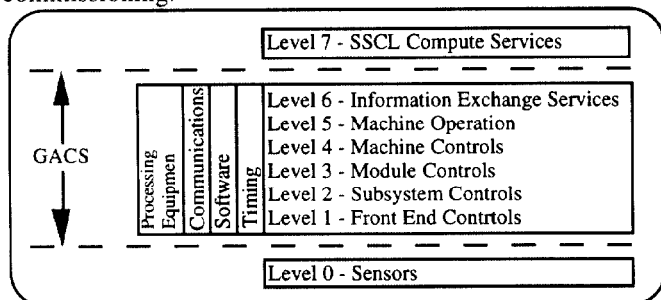 commissioning.
Level 7 - SSCL Compute Services
GACS
Processing
Equipmen
Communications
Software
Timing
Level 6 - Information Exchange Services
Level 5 - Machine Operation
Level 4 - Machine Controls
Level 3 - Module Controls
Level 2 - Subsystem Controls
Level 1 - Front End Contrtols
Level 0 - Sensors